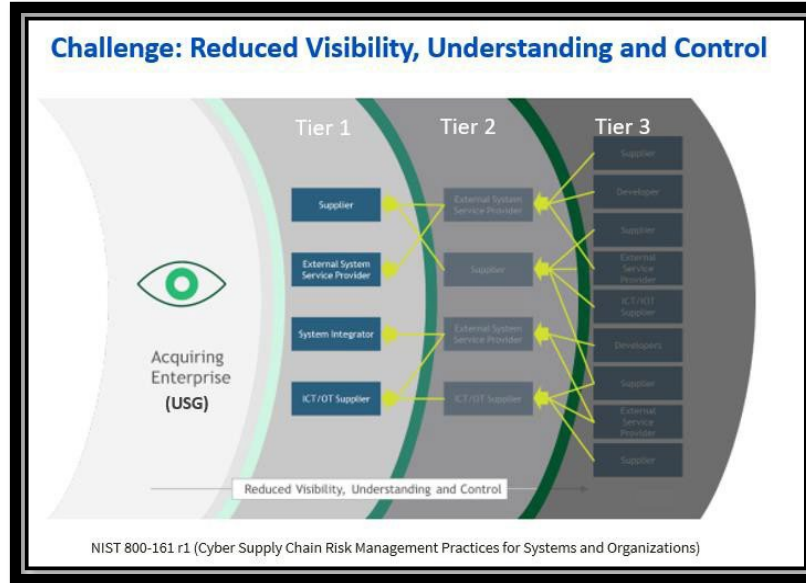 Challenge: Reduced Visibility, Understanding and Control
Tier 1
Tier 2
Tier 3
Supplier
External System
Service Provider
System Integrator
ICT/OT Supplier
External System
Service Provider
Supplier
External System
Service Provider
ICT/OT Supplier
Supplier
Developer
Supplier
External
Service
Provider
ICT/IOT
Supplier
Developers
Supplier
External
Service
Provider
Supplier
Acquiring
Enterprise
(USG)
Reduced Visibility, Understanding and Control
NIST 800-161 r1 (Cyber Supply Chain Risk Management Practices for Systems and Organizations)